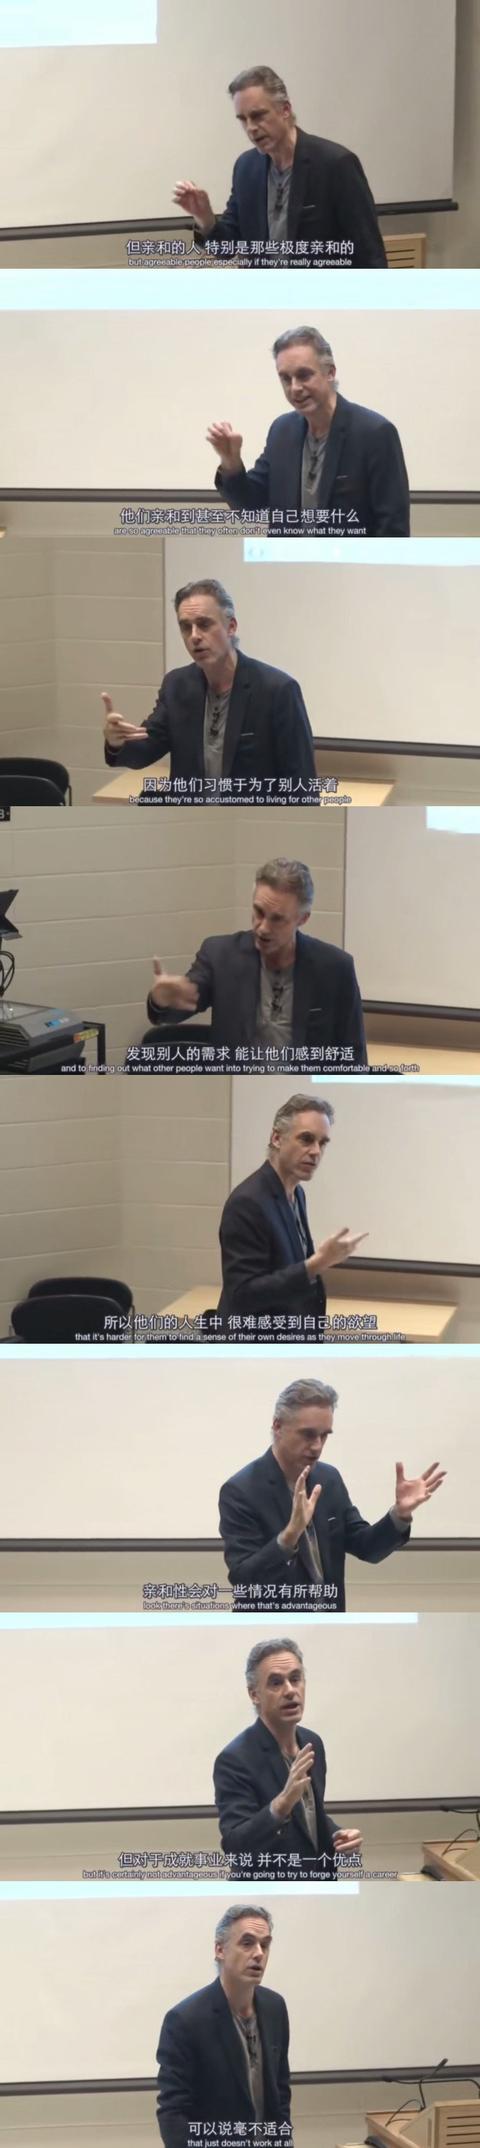 但亲和的人 特别是那些极度亲和的
but agreeable people especially if they're really agreeable
他们亲和到甚至不知道自己想要什么
are so agreeable that they often don't even know what they want
因为他们习惯于为了别人活着
because they're so accustomed to living for other people
发现别人的需求 能让他们感到舒适
and to finding out what other people want into trying to make them comfortable and so forth
所以他们的人生中 很难感受到自己的欲望
that it's harder for them to find a sense of their own desires as they move through life
亲和性会对一些情况有所帮助
look there's situations where that's advantageous
但对于成就事业来说 并不是一个优点
but it's certainly not advantageous if you're going to try to forge yourself a career
可以说毫不适合
that just doesn't work at all